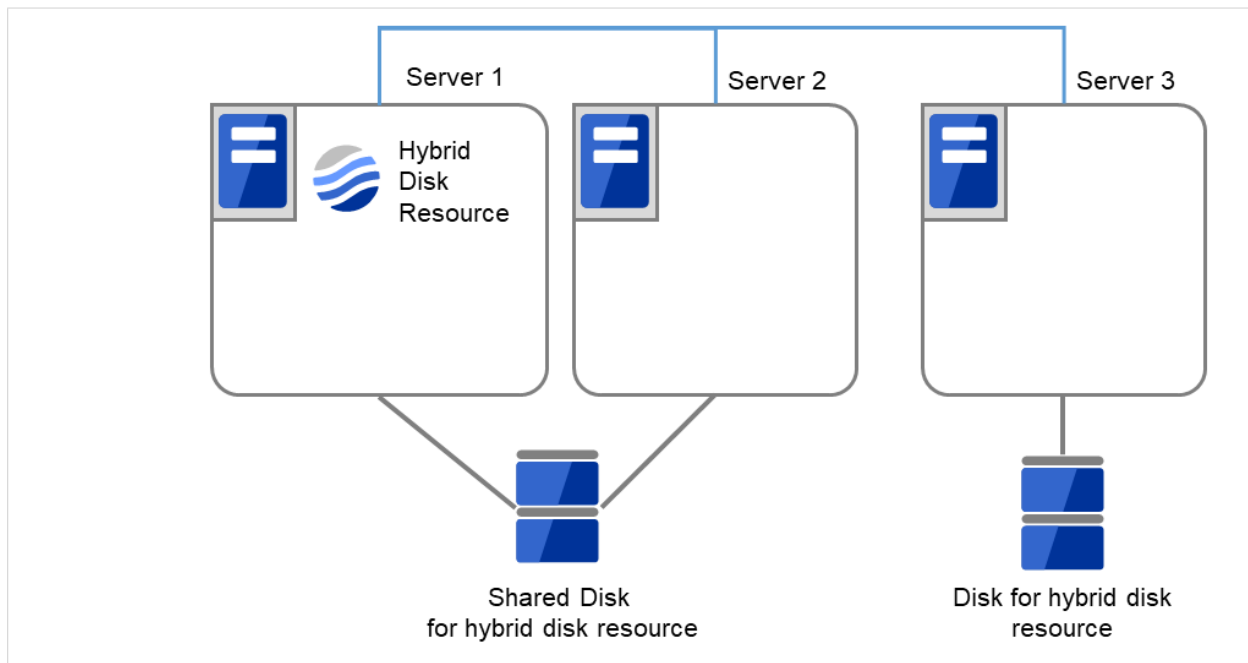 Server 1
Server 2
Server 3
Hybrid
Disk
Resource
Shared Disk
for hybrid disk resource
Disk for hybrid disk
resource